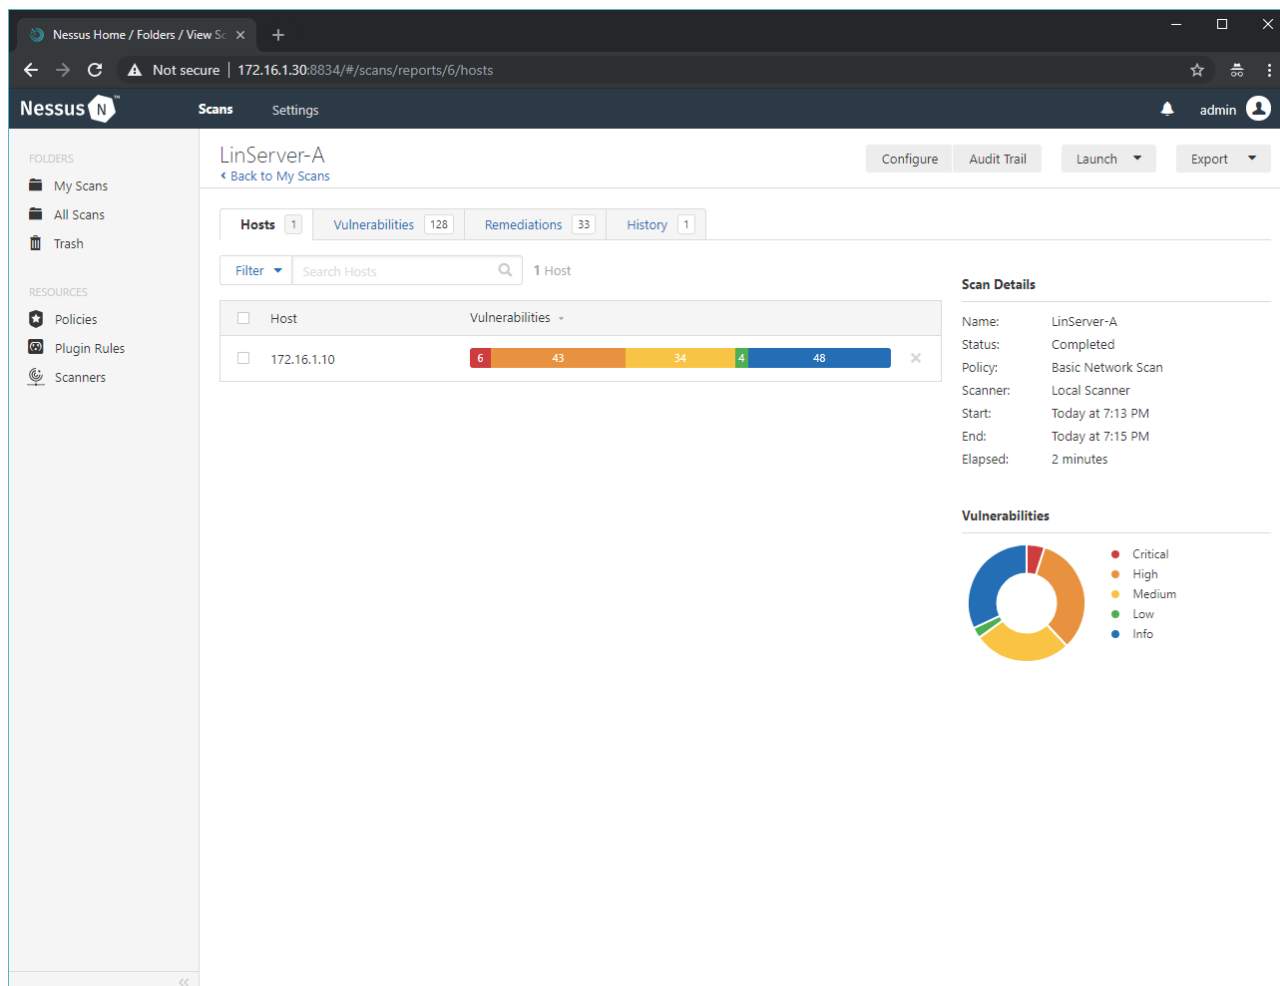 Nessus Home / Folders / View Sc
Not secure | 172.16.1.30:8834/#/scans/reports/6/hosts
Nessus N ™ Scans Settings admin
FOLDERS
My Scans
All Scans
Trash
RESOURCES
Policies
Plugin Rules
Scanners
LinServer-A
Back to My Scans
Configure Audit Trail Launch Export
Hosts 1 Vulnerabilities 128 Remediations 33 History 1
Filter Search Hosts 1 Host
Host Vulnerabilities
172.16.1.10 6 43 34 4 48
Scan Details
Name: LinServer-A
Status: Completed
Policy: Basic Network Scan
Scanner: Local Scanner
Start: Today at 7:13 PM
End: Today at 7:15 PM
Elapsed: 2 minutes
Vulnerabilities
Critical
High
Medium
Low
Info